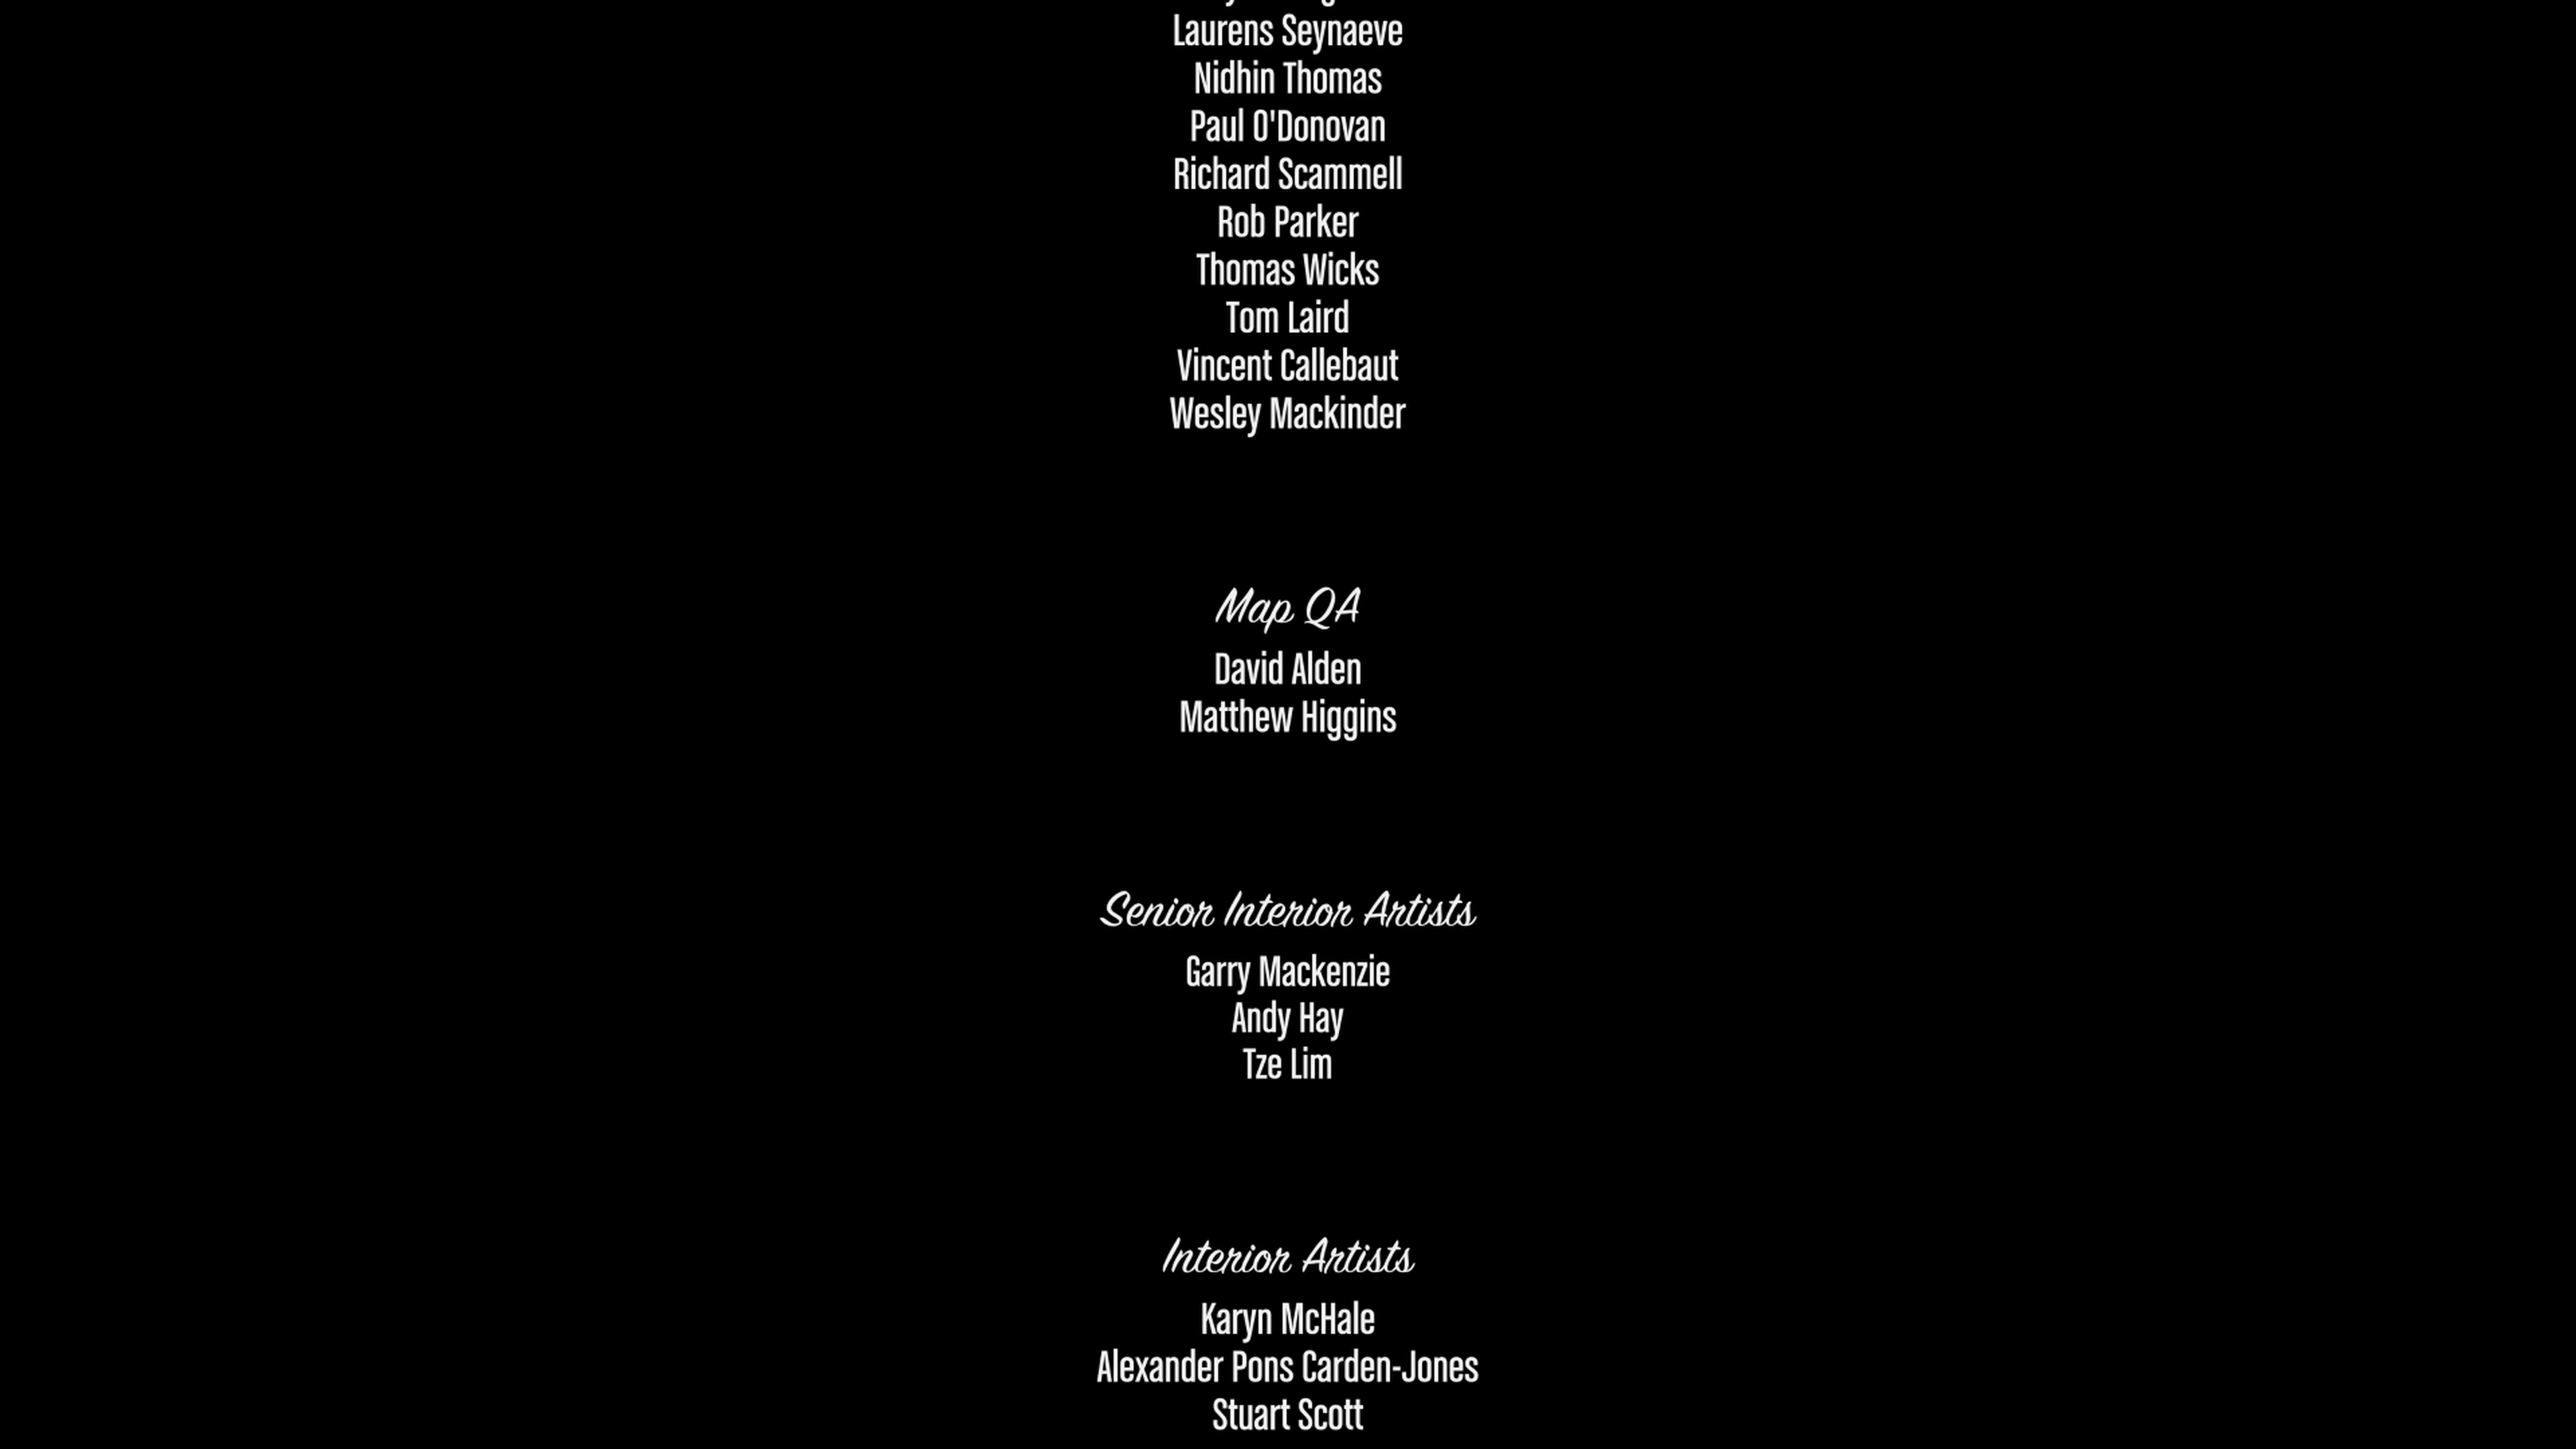 Laurens Seynaeve
Nidhin Thomas
Paul O'Donovan
Richard Scammell
Rob Parker
Thomas Wicks
Tom Laird
Vincent Callebaut
Wesley Mackinder
Map QA
David Alden
Matthew Higgins
Senior Interior Artists
Garry Mackenzie
Andy Hay
Tze Lim
Interior Artists
Karyn McHale
Alexander Pons Carden-Jones
Stuart Scott